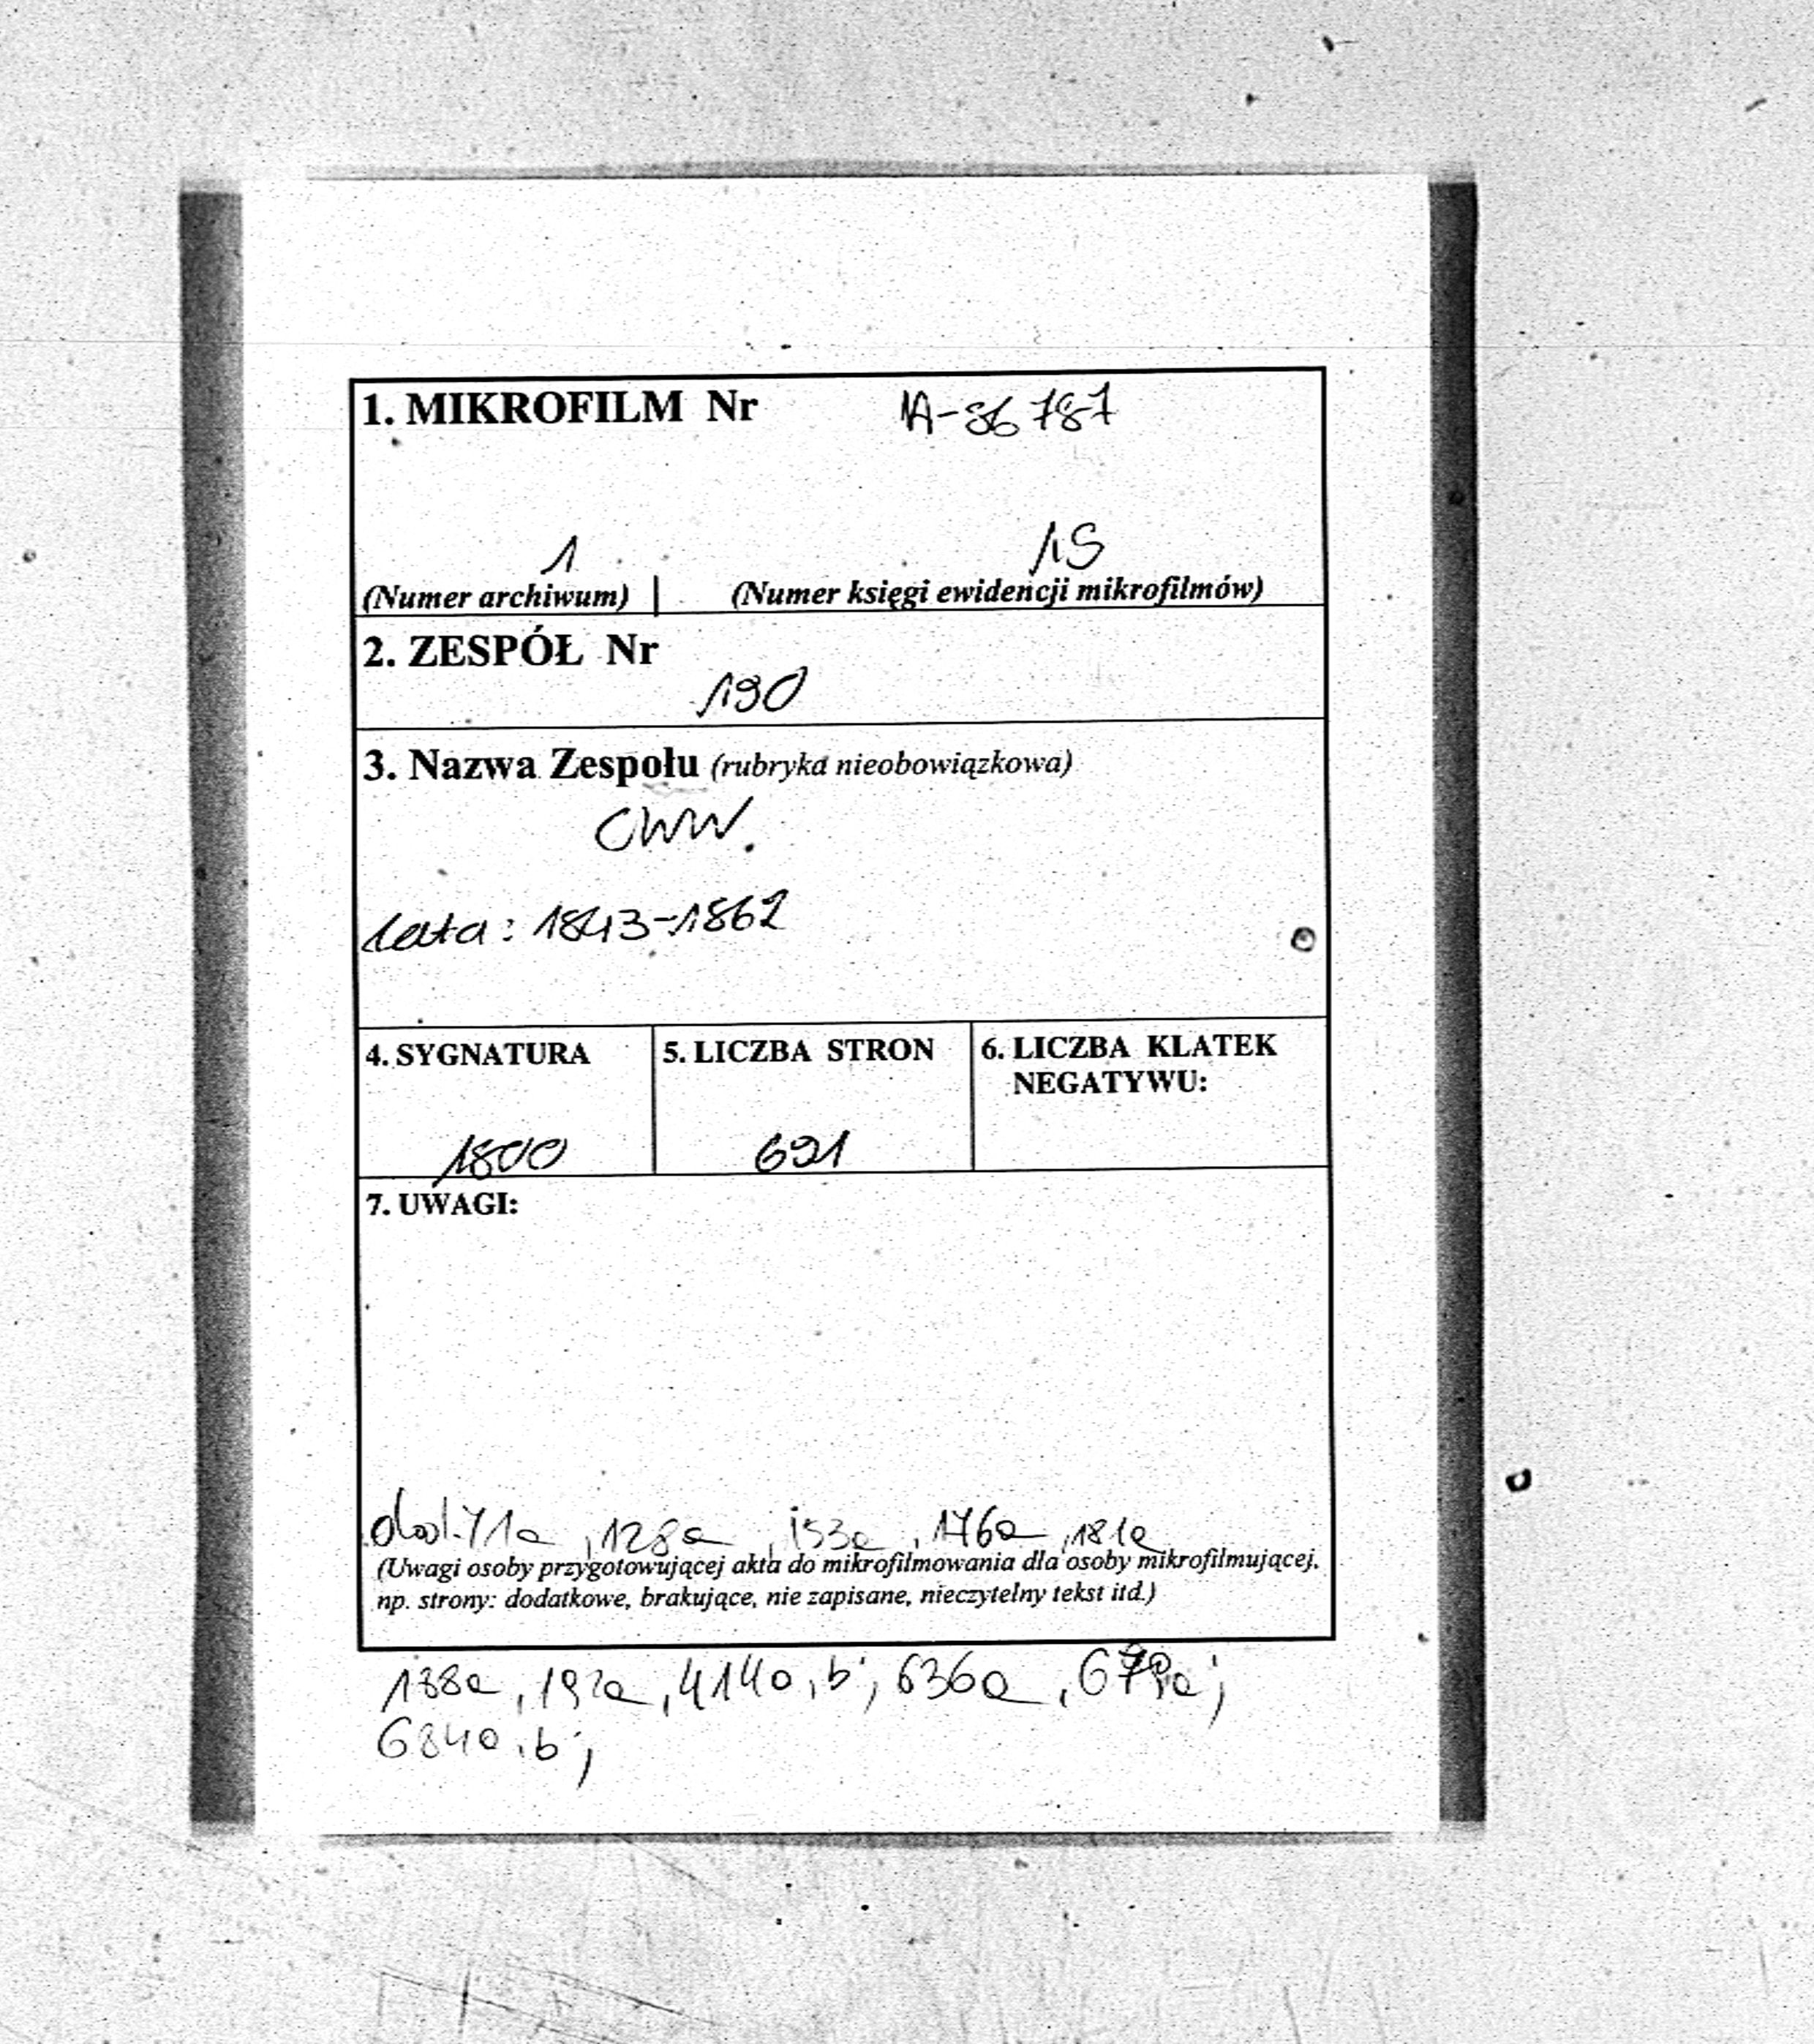 1. MIKROFILM Nr A-86787
1 15
(Numer archiwum) | (Numer księgi ewidencji mikrofilmów)
2. ZESPÓŁ Nr
190
3. Nazwa Zespołu (rubryka nieobowiązkowa)
CWW.
lata: 1843-1862
4. SYGNATURA 5. LICZBA STRON 6. LICZBA KLATEK
NEGATYWU:
1800 691
7. UWAGI:
dod. 71a, 128a, 153a, 176a, 181a
(Uwagi osoby przygotowującej akta do mikrofilmowania dla osoby mikrofilmującej,
np. strony: dodatkowe, brakujące, nie zapisane, nieczytelny tekst itd.)
188a, 192a, 414a, b; 636a,
684a, b;